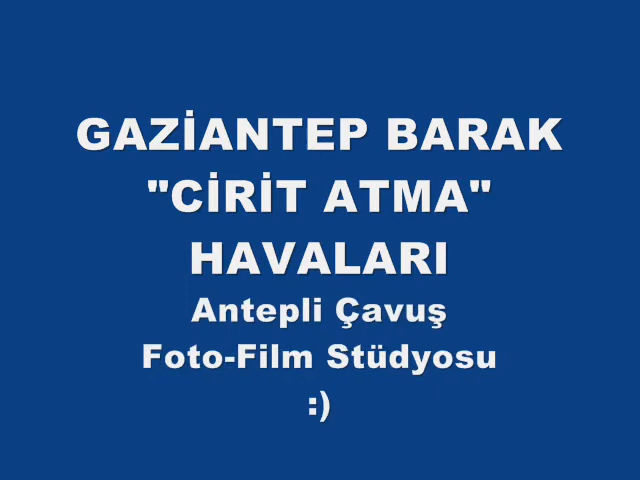 GAZİANTEP BARAK
"CİRİT ATMA"
HAVALARI
Antepli Çavuş
Foto-Film Stüdyosu
:)